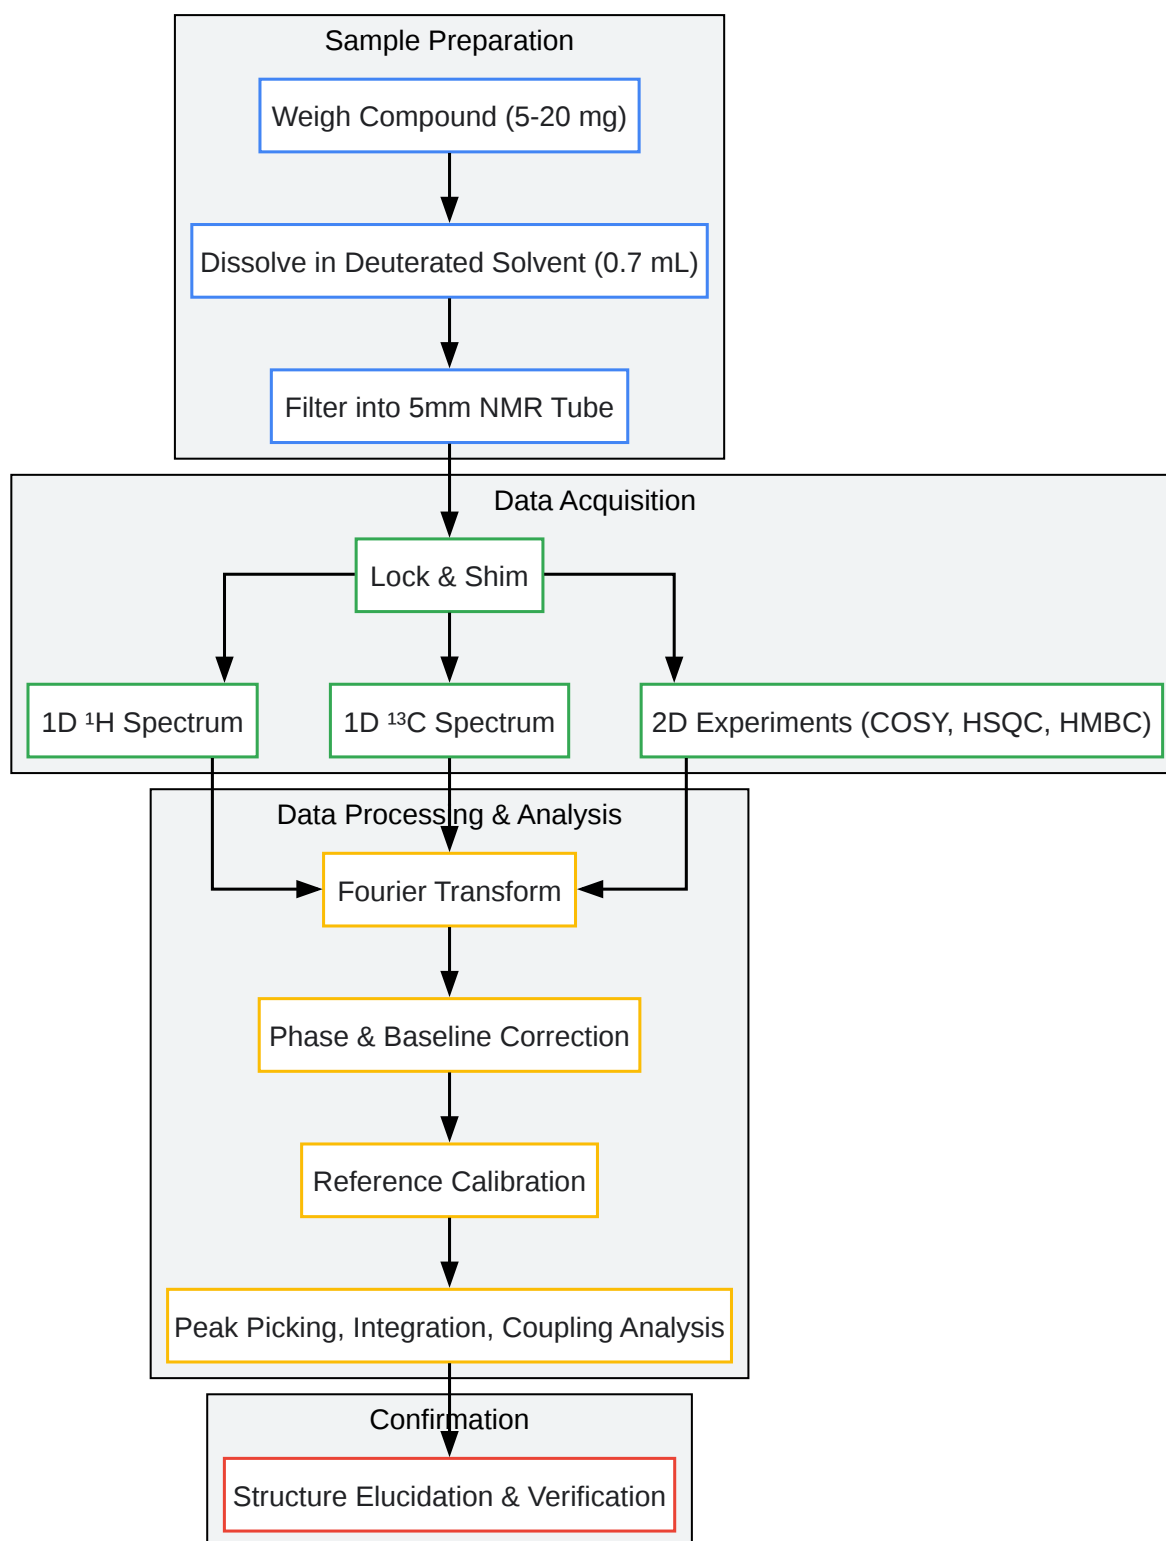 Sample Preparation
Weigh Compound (5-20 mg)
Dissolve in Deuterated Solvent (0.7 mL)
Filter into 5mm NMR Tube
Data Acquisition
Lock & Shim
1D ¹H Spectrum
1D ¹³C Spectrum
2D Experiments (COSY, HSQC, HMBC)
Data Processing & Analysis
Fourier Transform
Phase & Baseline Correction
Reference Calibration
Peak Picking, Integration, Coupling Analysis
Confirmation
Structure Elucidation & Verification